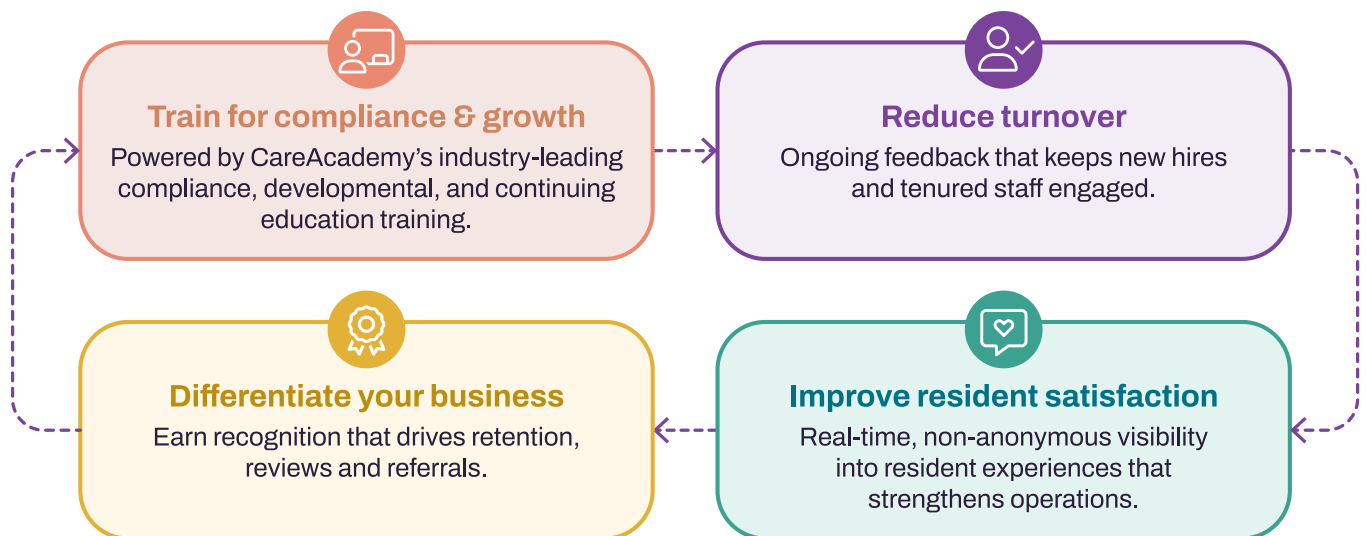 Train for compliance & growth
Powered by CareAcademy's industry-leading
compliance, developmental, and continuing
education training.
Reduce turnover
Ongoing feedback that keeps new hires
and tenured staff engaged.
Differentiate your business
Earn recognition that drives retention,
reviews and referrals.
Improve resident satisfaction
Real-time, non-anonymous visibility
into resident experiences that
strengthens operations.